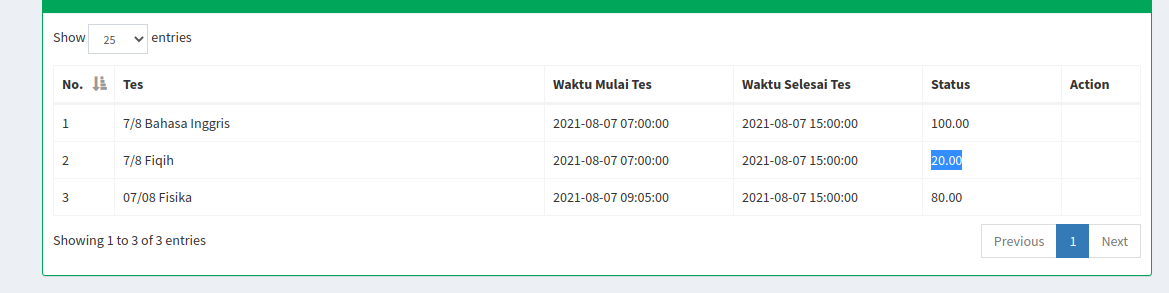 Show 25 entries
No. Tes Waktu Mulai Tes Waktu Selesai Tes Status Action
1 7/8 Bahasa Inggris 2021-08-07 07:00:00 2021-08-07 15:00:00 100.00
2 7/8 Fiqih 2021-08-07 07:00:00 2021-08-07 15:00:00 20.00
3 07/08 Fisika 2021-08-07 09:05:00 2021-08-07 15:00:00 80.00
Showing 1 to 3 of 3 entries Previous 1 Next